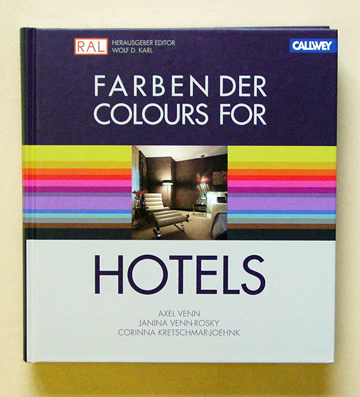 RAL
HERAUSGEBER EDITOR
WOLF D. KARL
CALLWEY
FARBEN DER
COLOURS FOR
HOTELS
AXEL VENN
JANINA VENN-ROSKY
CORINNA KRETSCHMAR-JOEHNK